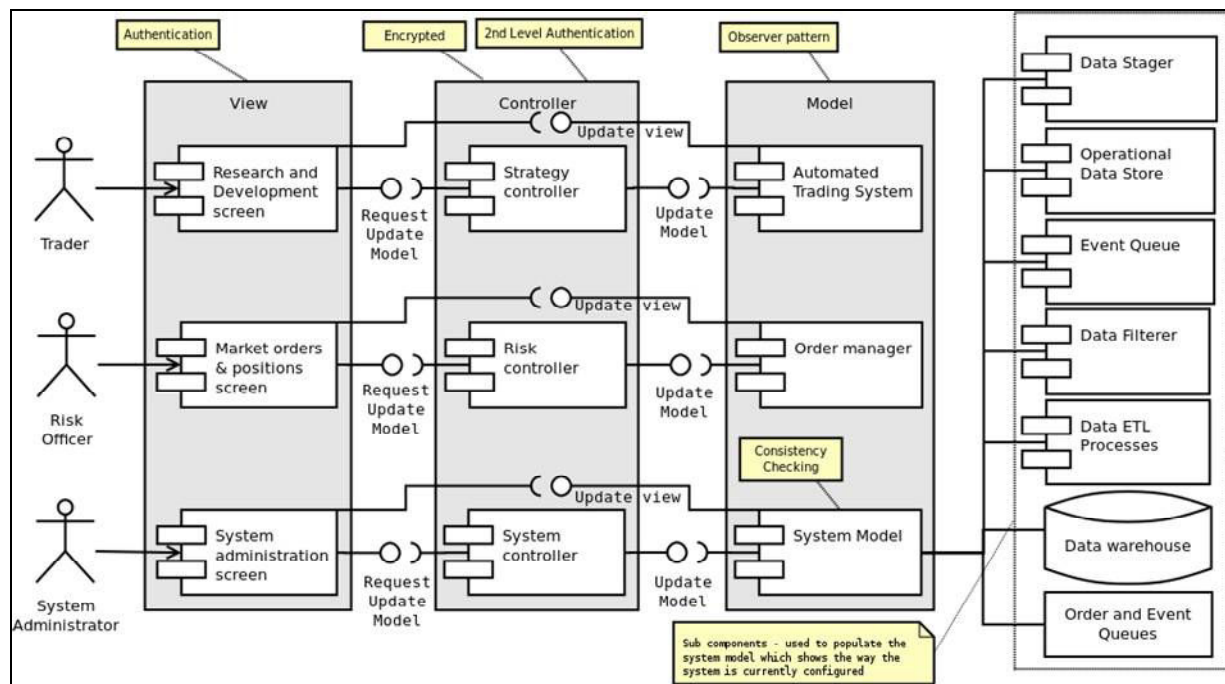 Authentication
Encrypted
2nd Level Authentication
Observer pattern
View
Controller
Model
Update view
Trader
Research and
Development
screen
Request
Update
Model
Strategy
controller
Update
Model
Automated
Trading System
Update view
Risk
Officer
Market orders
& positions
screen
Request
Update
Model
Risk
controller
Update
Model
Order manager
Consistency
Checking
Update view
System
Administrator
System
administration
screen
Request
Update
Model
System
controller
Update
Model
System Model
Data Stager
Operational
Data Store
Event Queue
Data Filterer
Data ETL
Processes
Data warehouse
Order and Event
Queues
Sub components - used to populate the
system model which shows the way the
system is currently configured